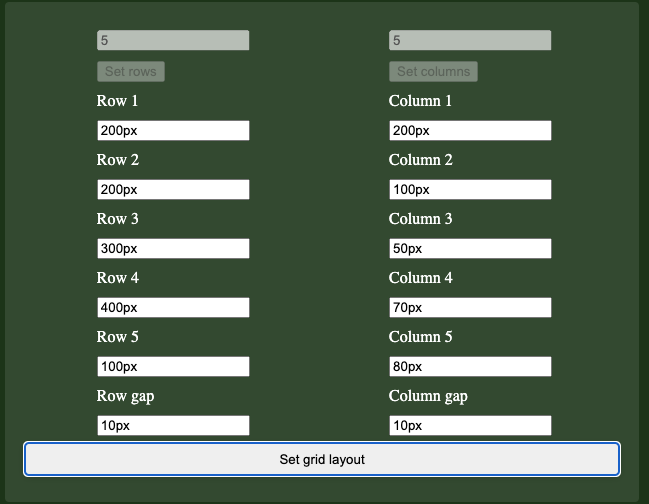 5 5
Set rows Set columns
Row 1 Column 1
200px 200px
Row 2 Column 2
200px 100px
Row 3 Column 3
300px 50px
Row 4 Column 4
400px 70px
Row 5 Column 5
100px 80px
Row gap Column gap
10px 10px
Set grid layout